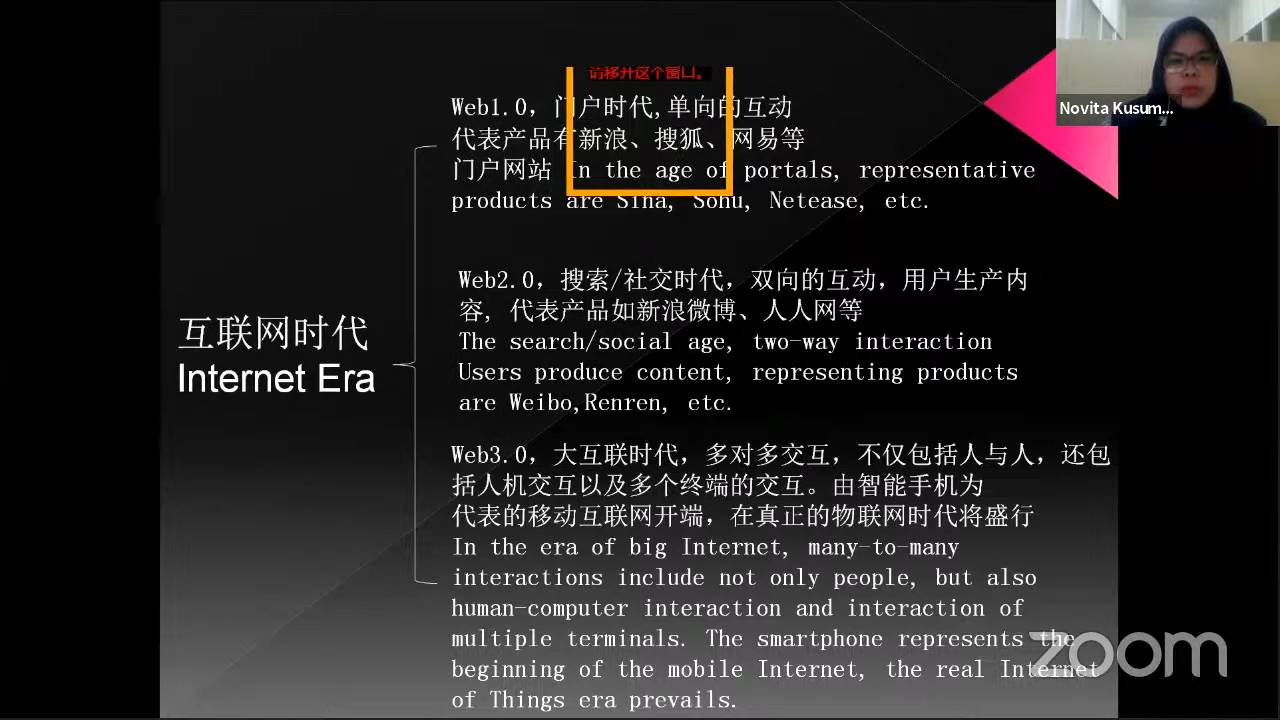 请移开这个窗口。
Novita Kusum...
Web1.0，门户时代,单向的互动
代表产品有新浪、搜狐、网易等
门户网站 In the age of portals, representative
products are Sina, Sohu, Netease, etc.
互联网时代
Internet Era
Web2.0，搜索/社交时代，双向的互动，用户生产内
容, 代表产品如新浪微博、人人网等
The search/social age, two-way interaction
Users produce content, representing products
are Weibo,Renren, etc.
Web3.0，大互联时代，多对多交互，不仅包括人与人，还包
括人机交互以及多个终端的交互。由智能手机为
代表的移动互联网开端，在真正的物联网时代将盛行
In the era of big Internet, many-to-many
interactions include not only people, but also
human-computer interaction and interaction of
multiple terminals. The smartphone represents the
beginning of the mobile Internet, the real Internet
of Things era prevails.
zoom